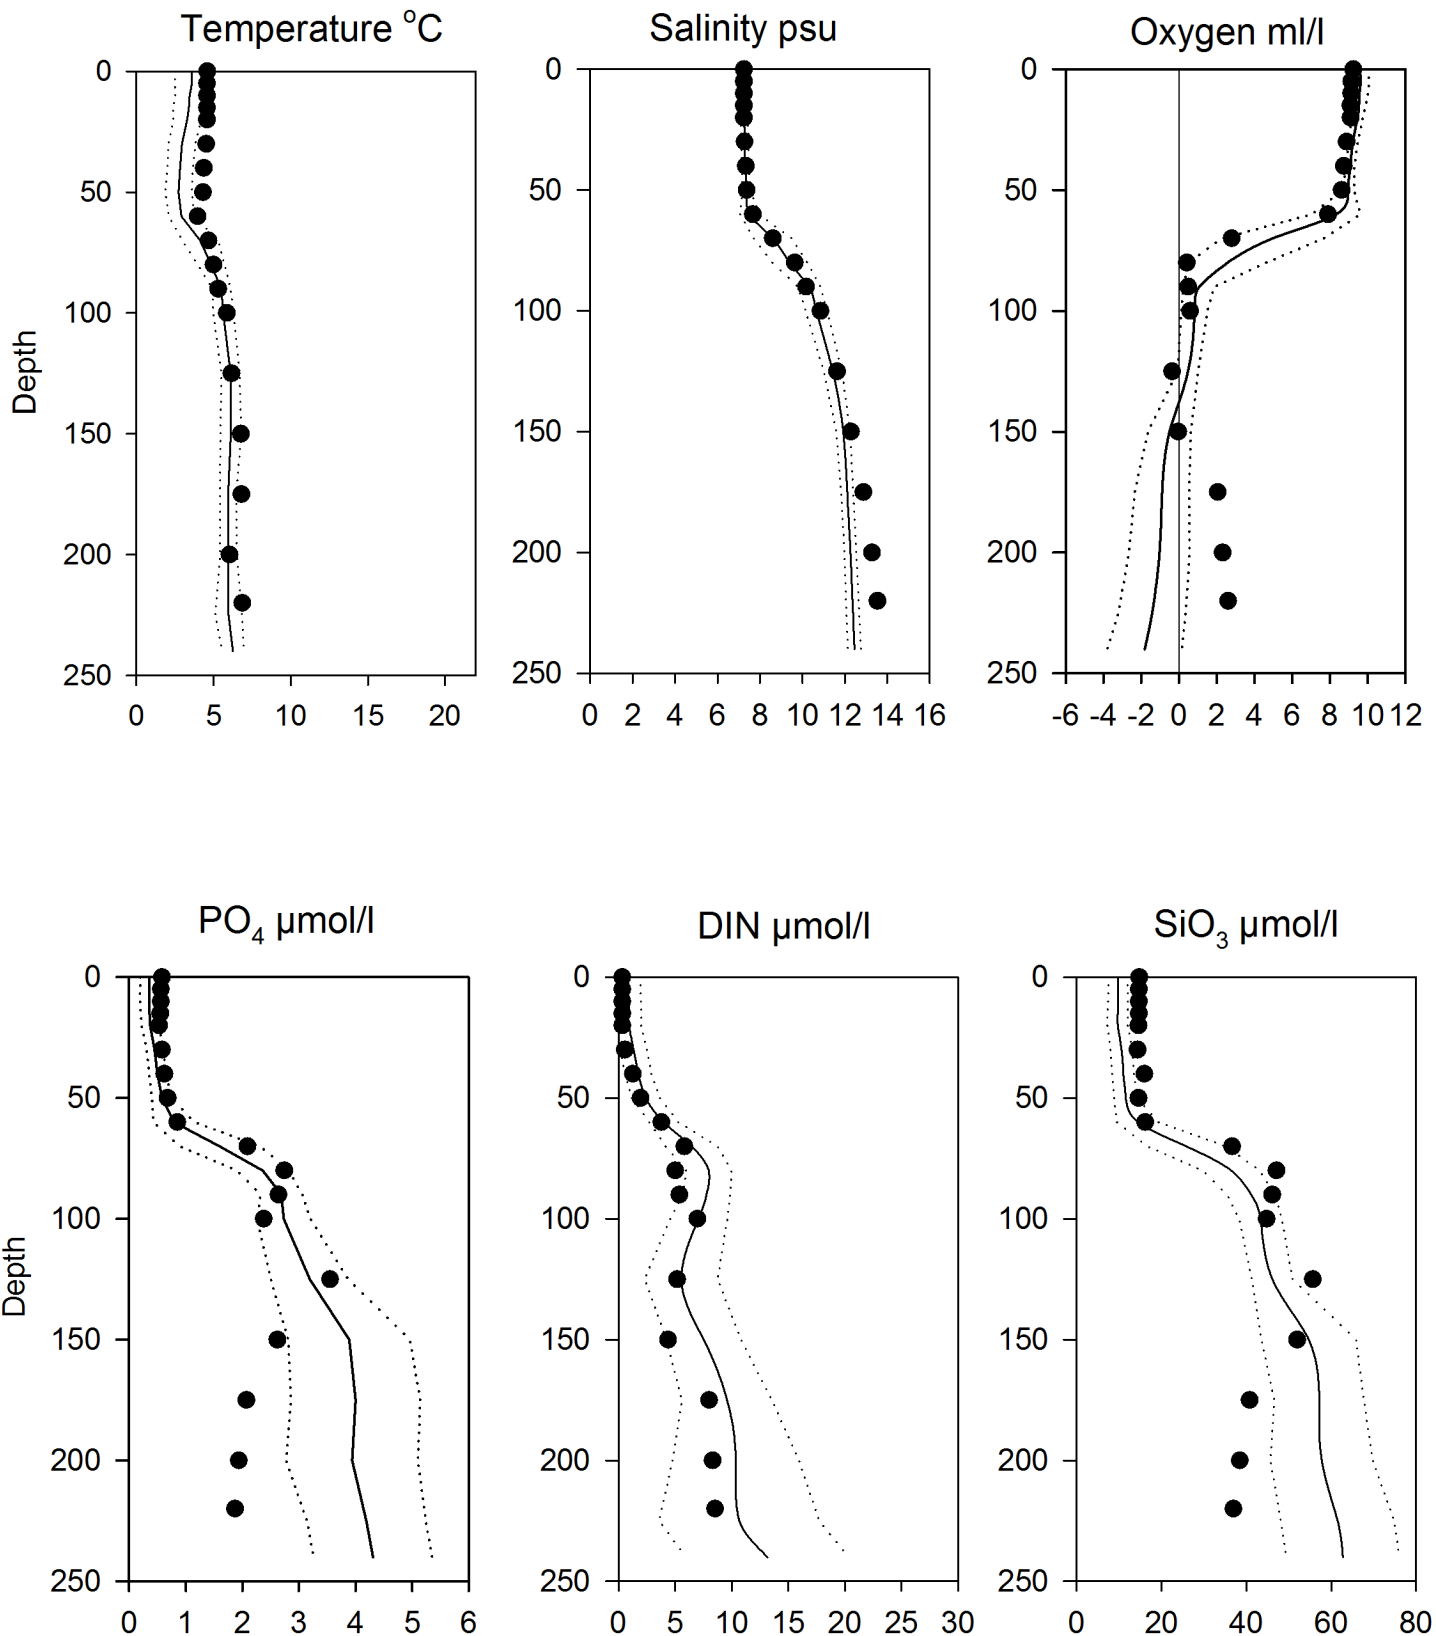 Temperature °C
Salinity psu
Oxygen ml/l
0
50
100
150
200
250
Depth
0 5 10 15 20
0
50
100
150
200
250
0 2 4 6 8 10 12 14 16
0
50
100
150
200
250
-6 -4 -2 0 2 4 6 8 10 12
PO4 µmol/l
DIN µmol/l
SiO3 µmol/l
0
50
100
150
200
250
Depth
0 1 2 3 4 5 6
0
50
100
150
200
250
0 5 10 15 20 25 30
0
50
100
150
200
250
0 20 40 60 80